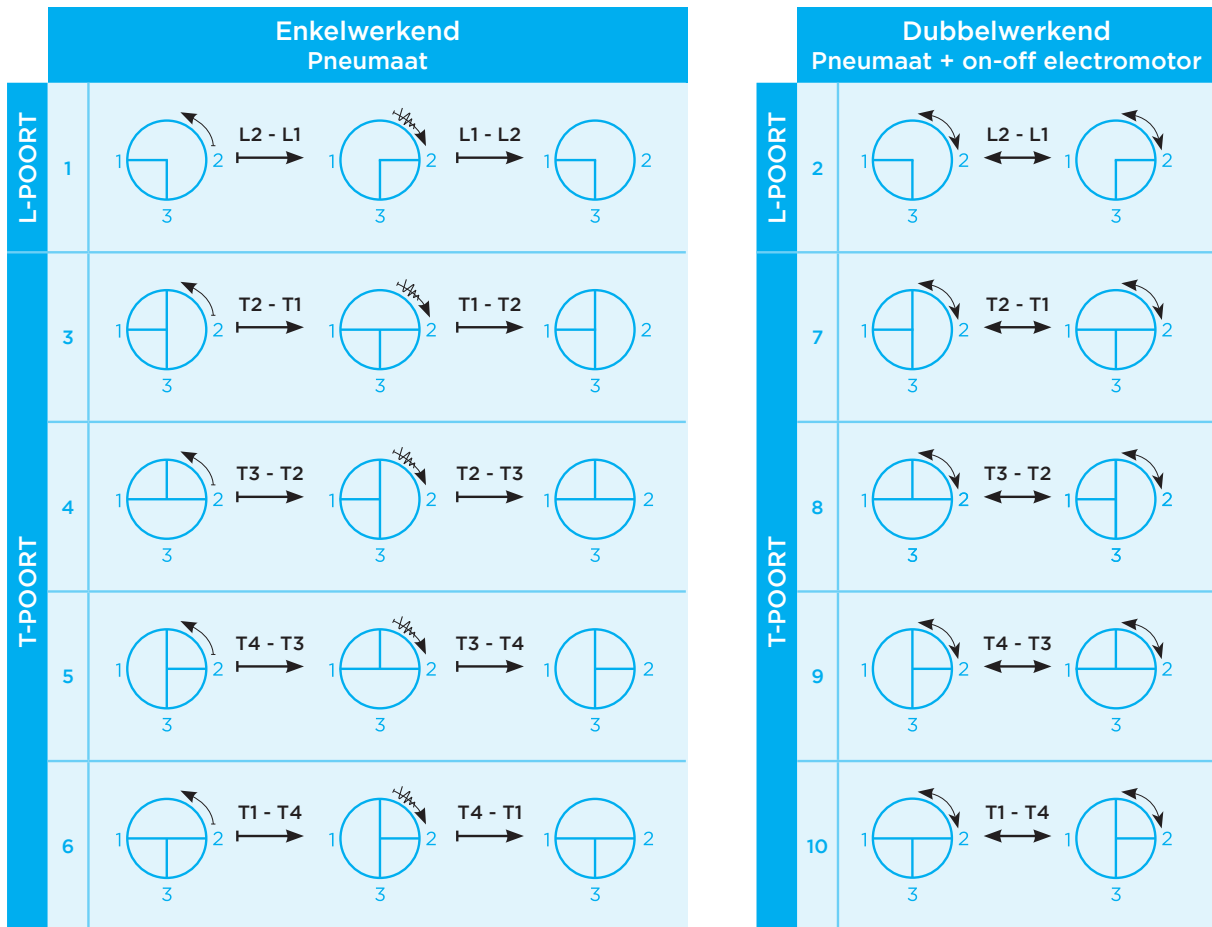 Enkelwerkend
Pneumaat
L-POORT
1
1 2 3
L2 - L1
1 2 3
L1 - L2
1 2 3
T-POORT
3
1 2 3
T2 - T1
1 2 3
T1 - T2
1 2 3
4
1 2 3
T3 - T2
1 2 3
T2 - T3
1 2 3
5
1 2 3
T4 - T3
1 2 3
T3 - T4
1 2 3
6
1 2 3
T1 - T4
1 2 3
T4 - T1
1 2 3
Dubbelwerkend
Pneumaat + on-off electromotor
L-POORT
2
1 2 3
L2 - L1
1 2 3
T-POORT
7
1 2 3
T2 - T1
1 2 3
8
1 2 3
T3 - T2
1 2 3
9
1 2 3
T4 - T3
1 2 3
10
1 2 3
T1 - T4
1 2 3